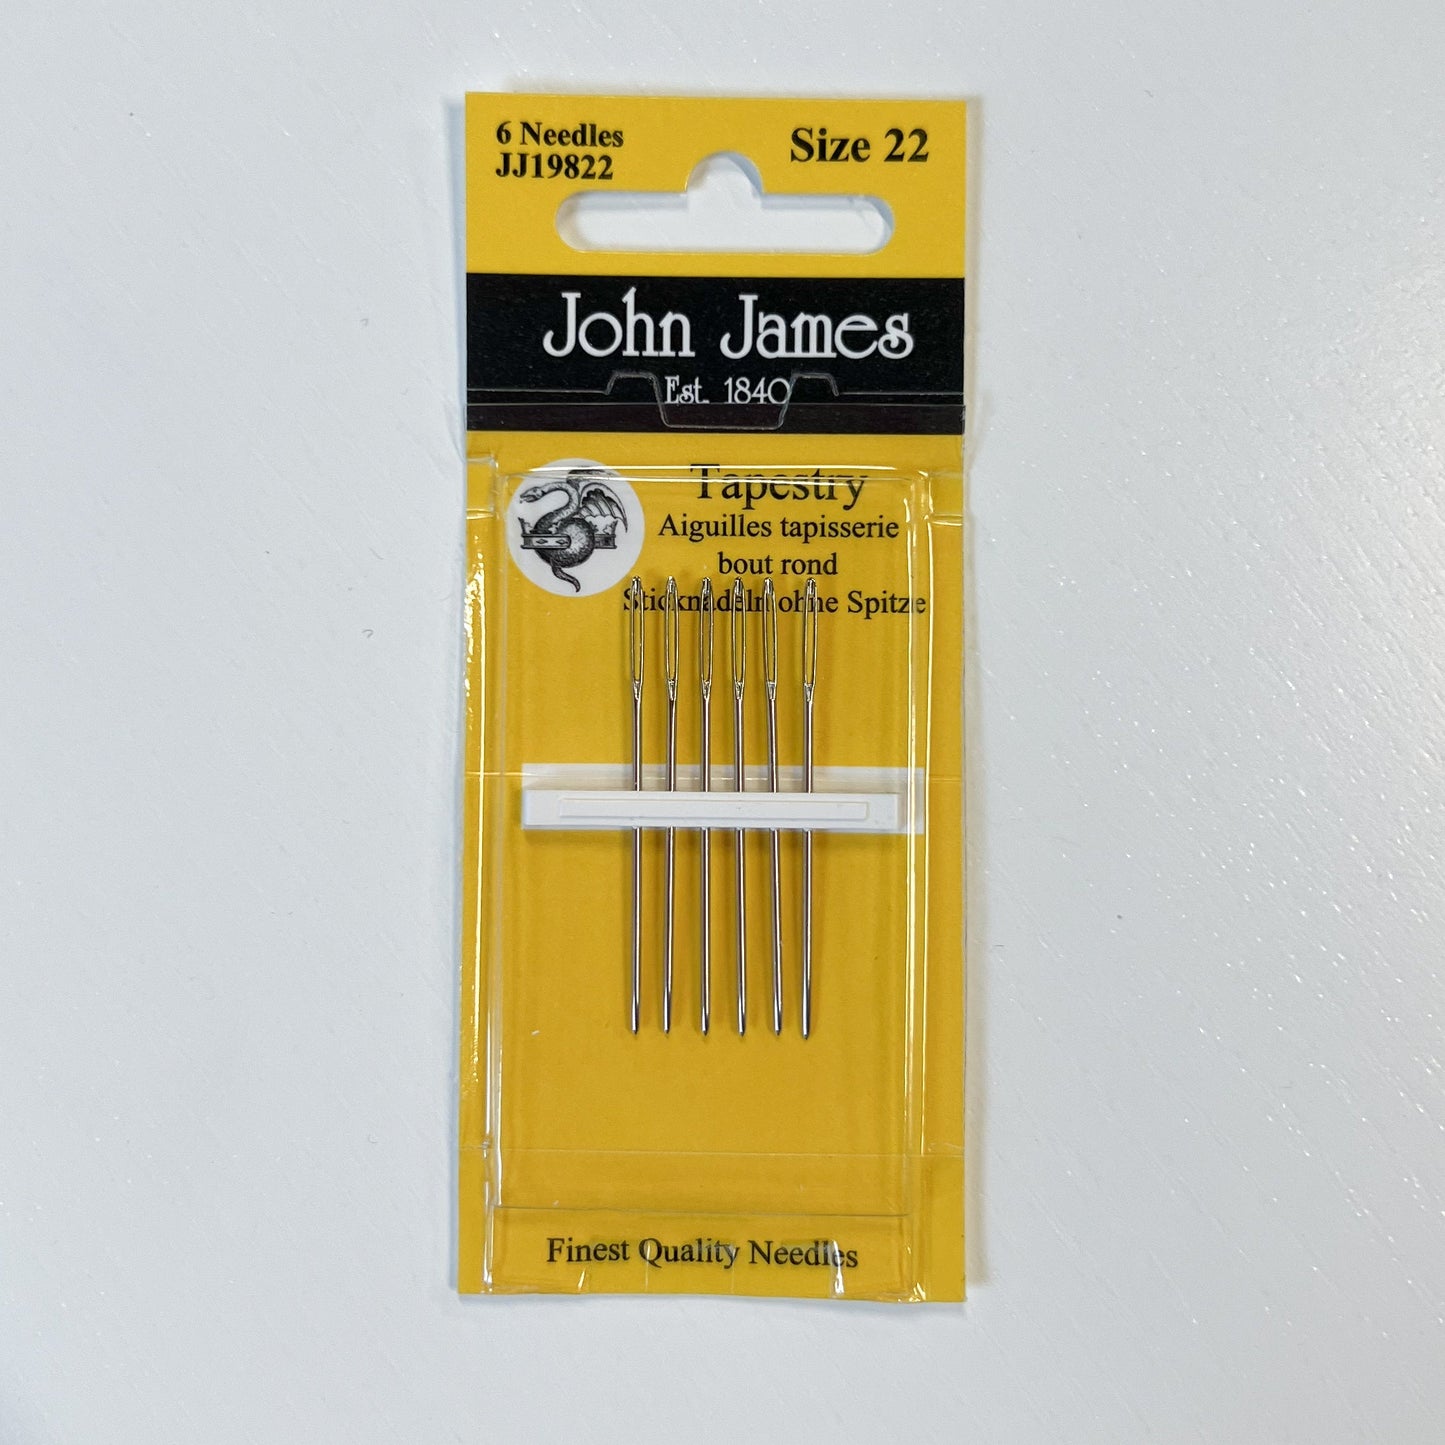 6 Needles
JJ19822
Size 22
John James
Est. 1840
Tapestry
Aiguilles tapisserie
bout rond
Sticknadeln ohne Spitze
Finest Quality Needles